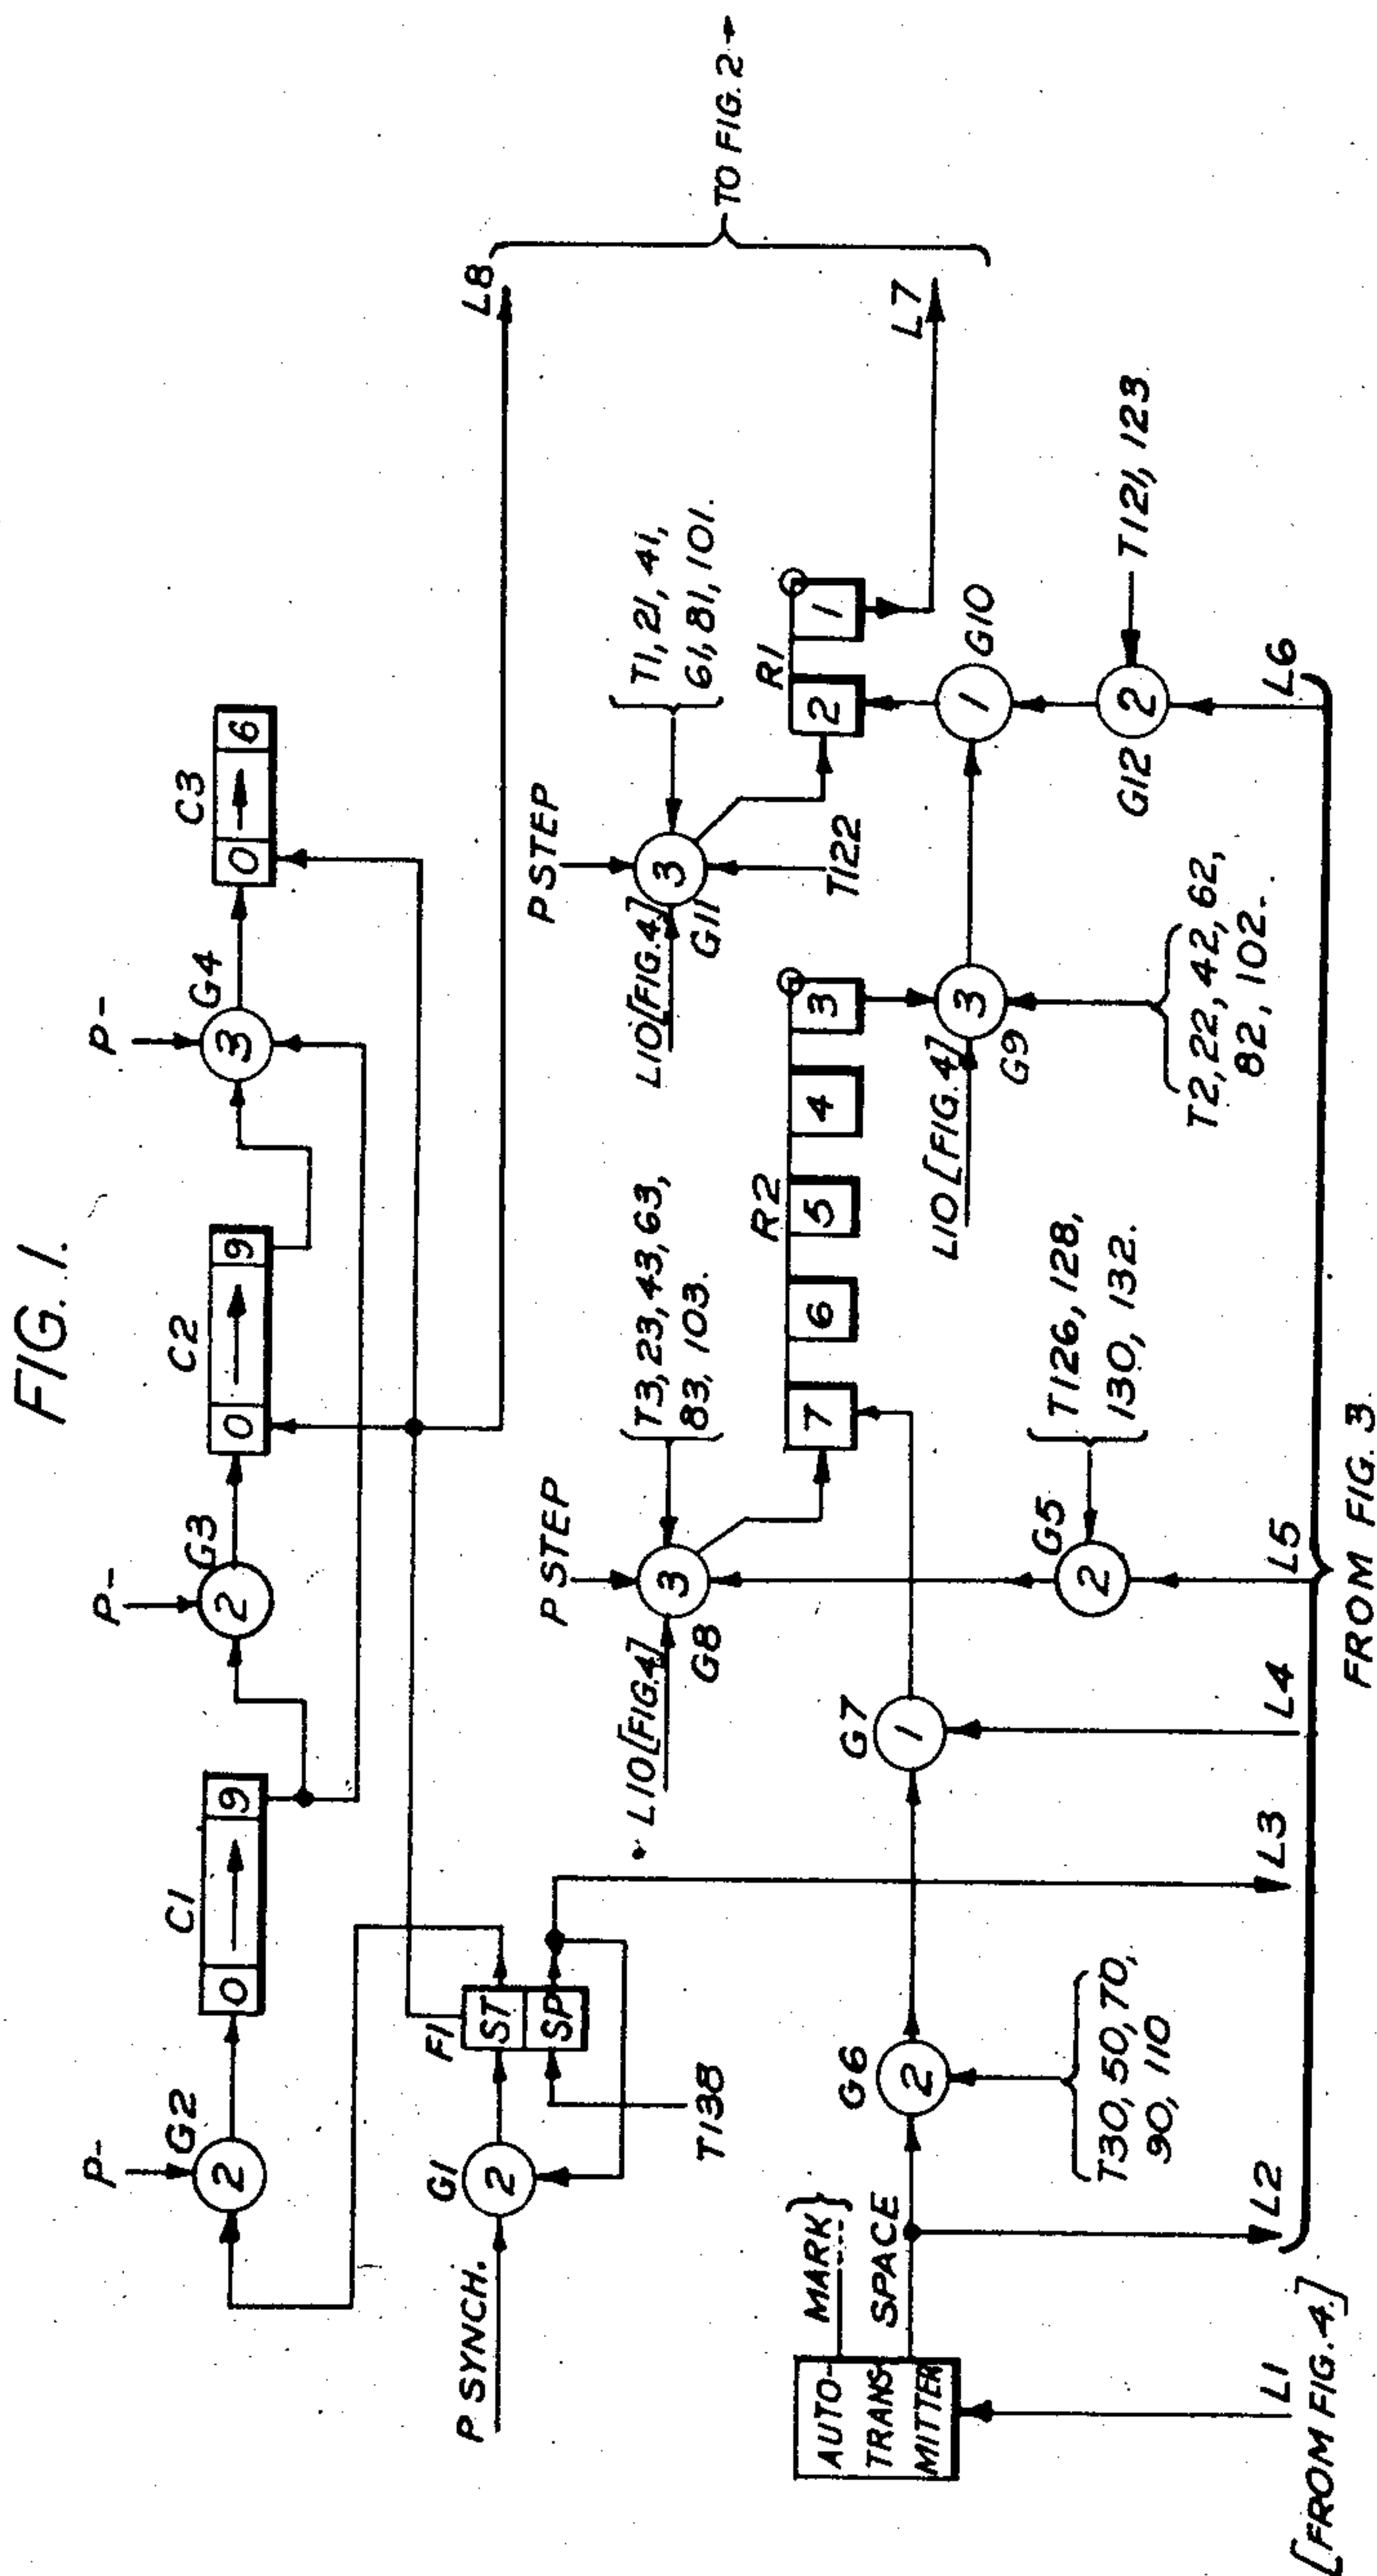 FIG. 1.
P-
G2
2
C1
0
9
P-
G3
2
C2
0
9
P-
G4
3
C3
0
6
P SYNCH.
G1
2
F1
ST
SP
T138
L8
L10 [FIG.4]
P STEP
3
G8
T3, 23, 43, 63,
83, 103.
R2
7
6
5
4
3
L10 [FIG.4]
P STEP
3
G11
T1, 21, 41,
61, 81, 101.
T122
R1
2
1
L7
TO FIG. 2
AUTO-
TRANS-
MITTER
MARK
SPACE
G6
2
T30, 50, 70,
90, 110
G7
1
G5
2
T126, 128,
130, 132.
L10 [FIG.4]
3
G9
T2, 22, 42, 62,
82, 102.
1
G10
2
G12
T121, 123.
L1
[FROM FIG. 4.]
L2
L3
L4
L5
L6
FROM FIG. 3.